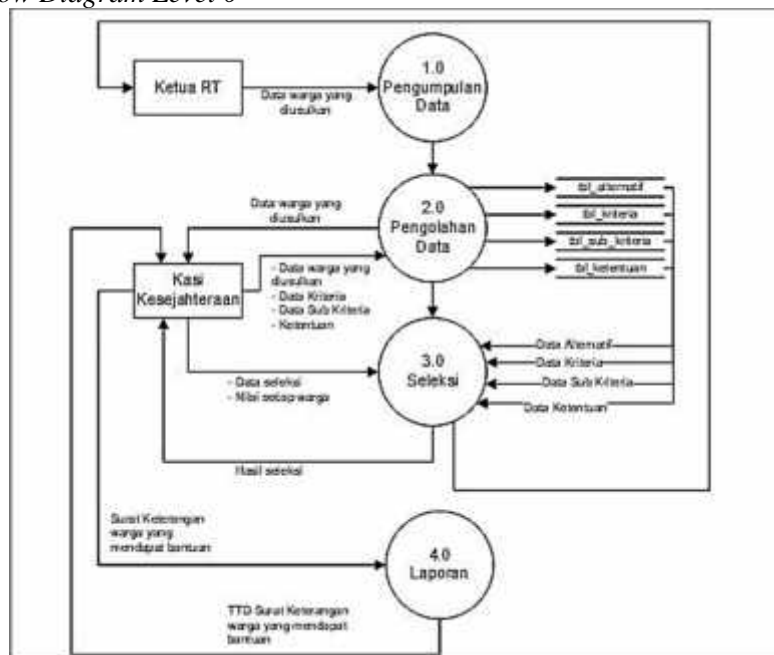 ow Diagram Level 0
1.0
Pengumpulan
Data
Ketua RT
Data warga yang
diusulkan
2.0
Pengolahan
Data
tbl_alternatif
tbl_kriteria
tbl_sub_kriteria
tbl_ketentuan
Data warga yang
diusulkan
Kasi
Kesejahteraan
- Data warga yang
diusulkan
- Data Kriteria
- Data Sub Kriteria
- Ketentuan
3.0
Seleksi
Data Alternatif
Data Kriteria
Data Sub Kriteria
Data Ketentuan
- Data seleksi
- Nilai setiap warga
Hasil seleksi
Surat Keterangan
warga yang
mendapat bantuan
4.0
Laporan
TTD Surat Keterangan
warga yang mendapat
bantuan